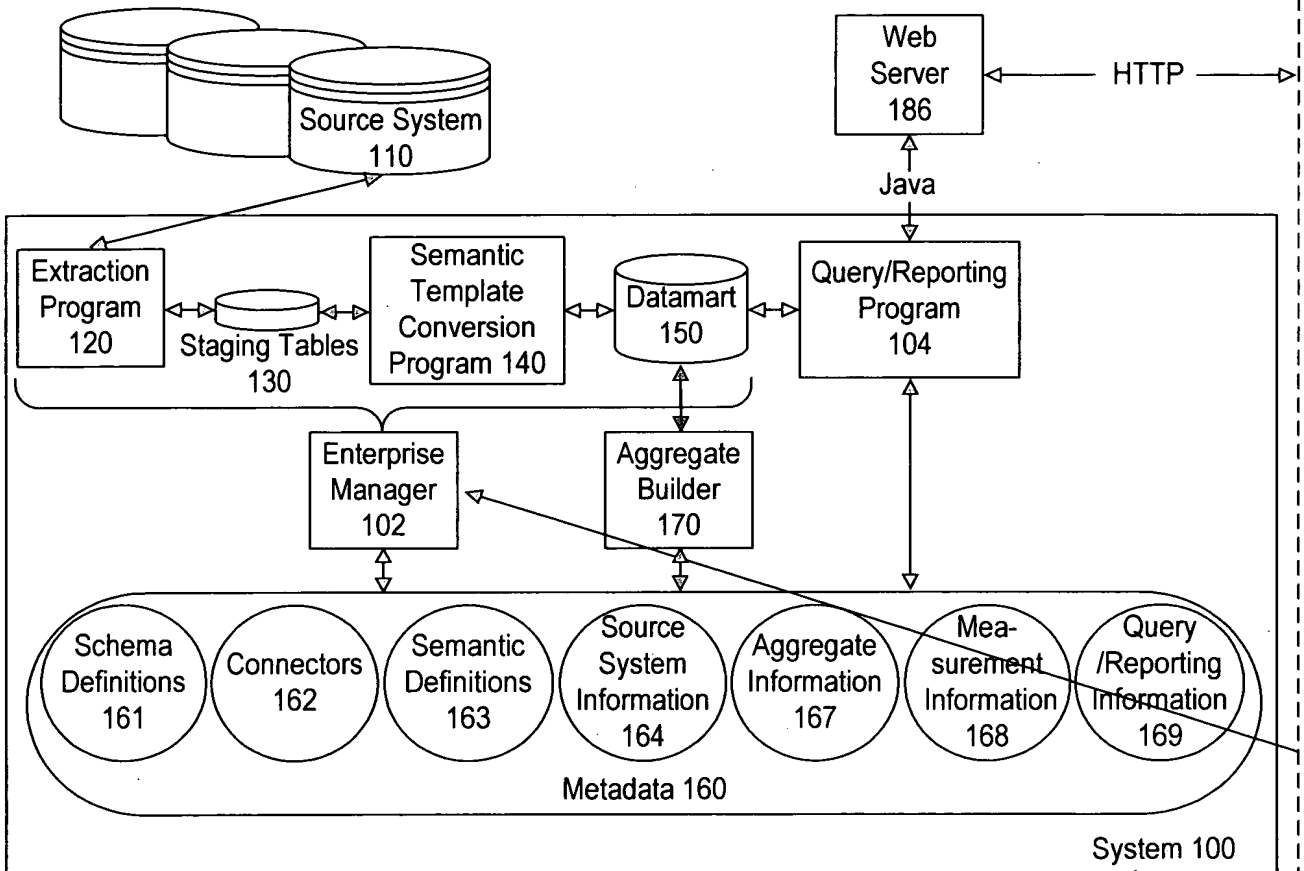 Source System
110
Web
Server
186
HTTP
Java
Extraction
Program
120
Staging Tables
130
Semantic
Template
Conversion
Program 140
Datamart
150
Query/Reporting
Program
104
Enterprise
Manager
102
Aggregate
Builder
170
Schema
Definitions
161
Connectors
162
Semantic
Definitions
163
Source
System
Information
164
Aggregate
Information
167
Mea-
surement
Information
168
Query
/Reporting
Information
169
Metadata 160
System 100